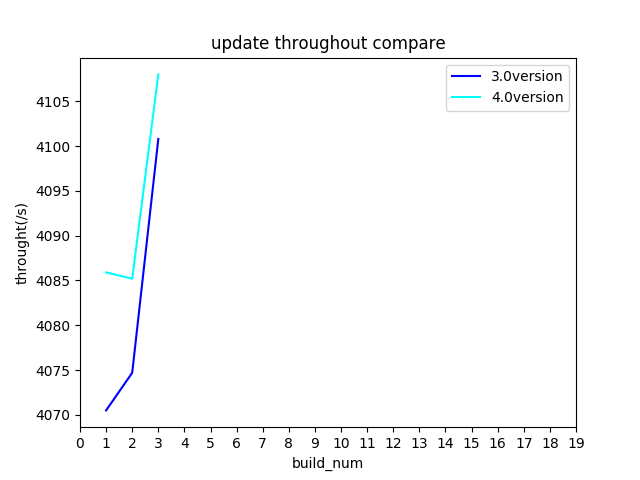 update throughout compare
3.0version
4.0version
throught(/s)
4105
4100
4095
4090
4085
4080
4075
4070
0 1 2 3 4 5 6 7 8 9 10 11 12 13 14 15 16 17 18 19
build_num